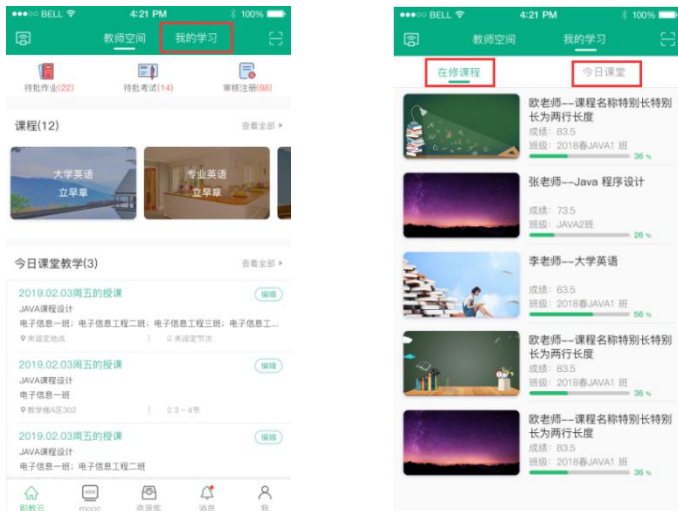 BELL 4:21 PM 100%
教师空间 我的学习
待批作业(22) 待批考试(14) 审核注册(88)
课程(12) 查看全部
大学英语 专业英语
立早章 立早章
今日课堂教学(3) 查看全部
2019.02.03周五的授课 编辑
JAVA课程设计
电子信息一班；电子信息工程二班；电子信息工程三班；电子信息工...
未设定地点 | 未设定节次
2019.02.03周五的授课 编辑
JAVA课程设计
电子信息一班
教学楼A区302 | 3~4节
2019.02.03周五的授课 编辑
JAVA课程设计
电子信息一班；电子信息工程二班
职教云 mooc 资源库 消息 我
BELL 4:21 PM 100%
教师空间 我的学习
在修课程 今日课堂
欧老师--课程名称特别长特别
长为两行长度
成绩：83.5
班级：2018春JAVA1 班
36 %
张老师--Java 程序设计
成绩：73.5
班级：JAVA2班
26 %
李老师--大学英语
成绩：63.5
班级：2018春JAVA1 班
56 %
欧老师--课程名称特别长特别
长为两行长度
成绩：83.5
班级：2018春JAVA1 班
36 %
欧老师--课程名称特别长特别
长为两行长度
成绩：83.5
班级：2018春JAVA1 班
36 %